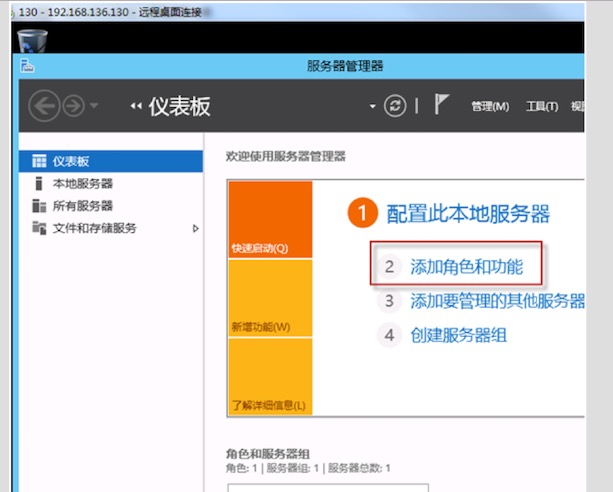 130 - 192.168.136.130 - 远程桌面连接
服务器管理器
仪表板
管理(M) 工具(T) 视
仪表板
本地服务器
所有服务器
文件和存储服务
欢迎使用服务器管理器
快速启动(Q)
新增功能(W)
了解详细信息(L)
1 配置此本地服务器
2 添加角色和功能
3 添加要管理的其他服务器
4 创建服务器组
角色和服务器组
角色: 1 | 服务器组: 1 | 服务器总数: 1